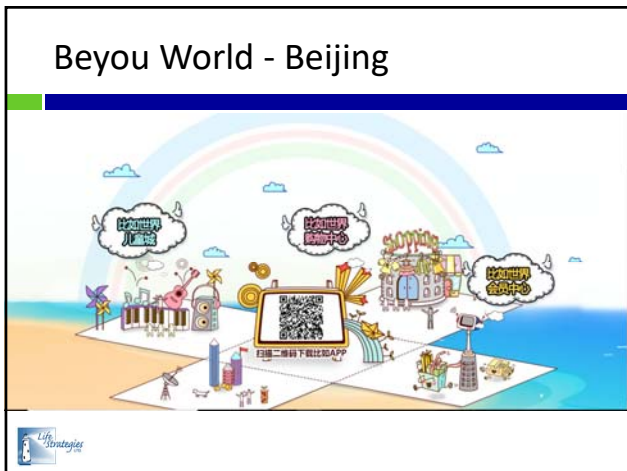 Beyou World - Beijing
比如世界
儿童城
比如世界
购物中心
SHOPPING
比如世界
会员中心
扫描二维码下载比如APP
Life
Strategies
LTD